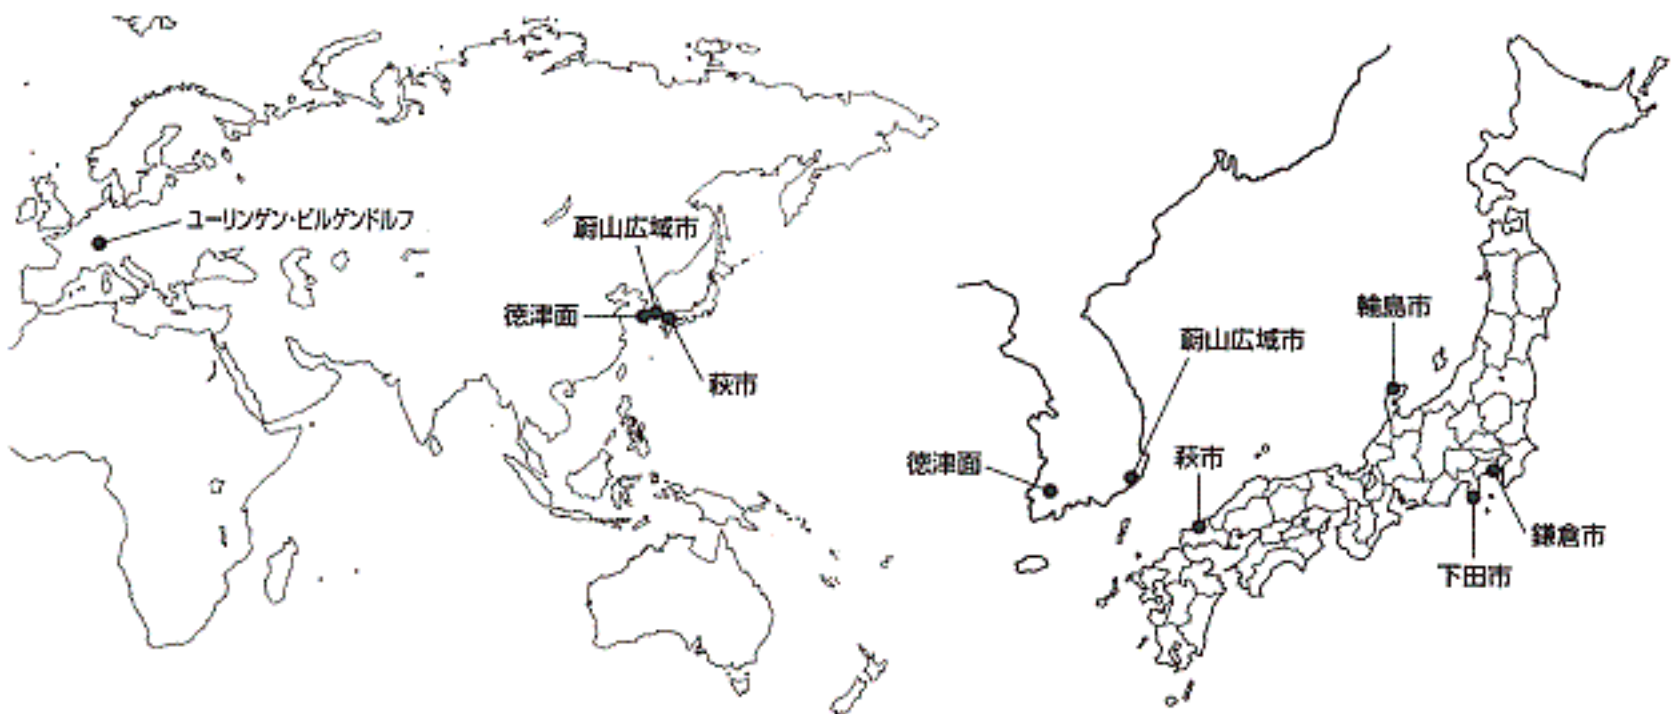 ユーリンゲン・ビルゲンドルフ
蔚山広域市
徳津面
萩市
輪島市
蔚山広域市
萩市
徳津面
鎌倉市
下田市